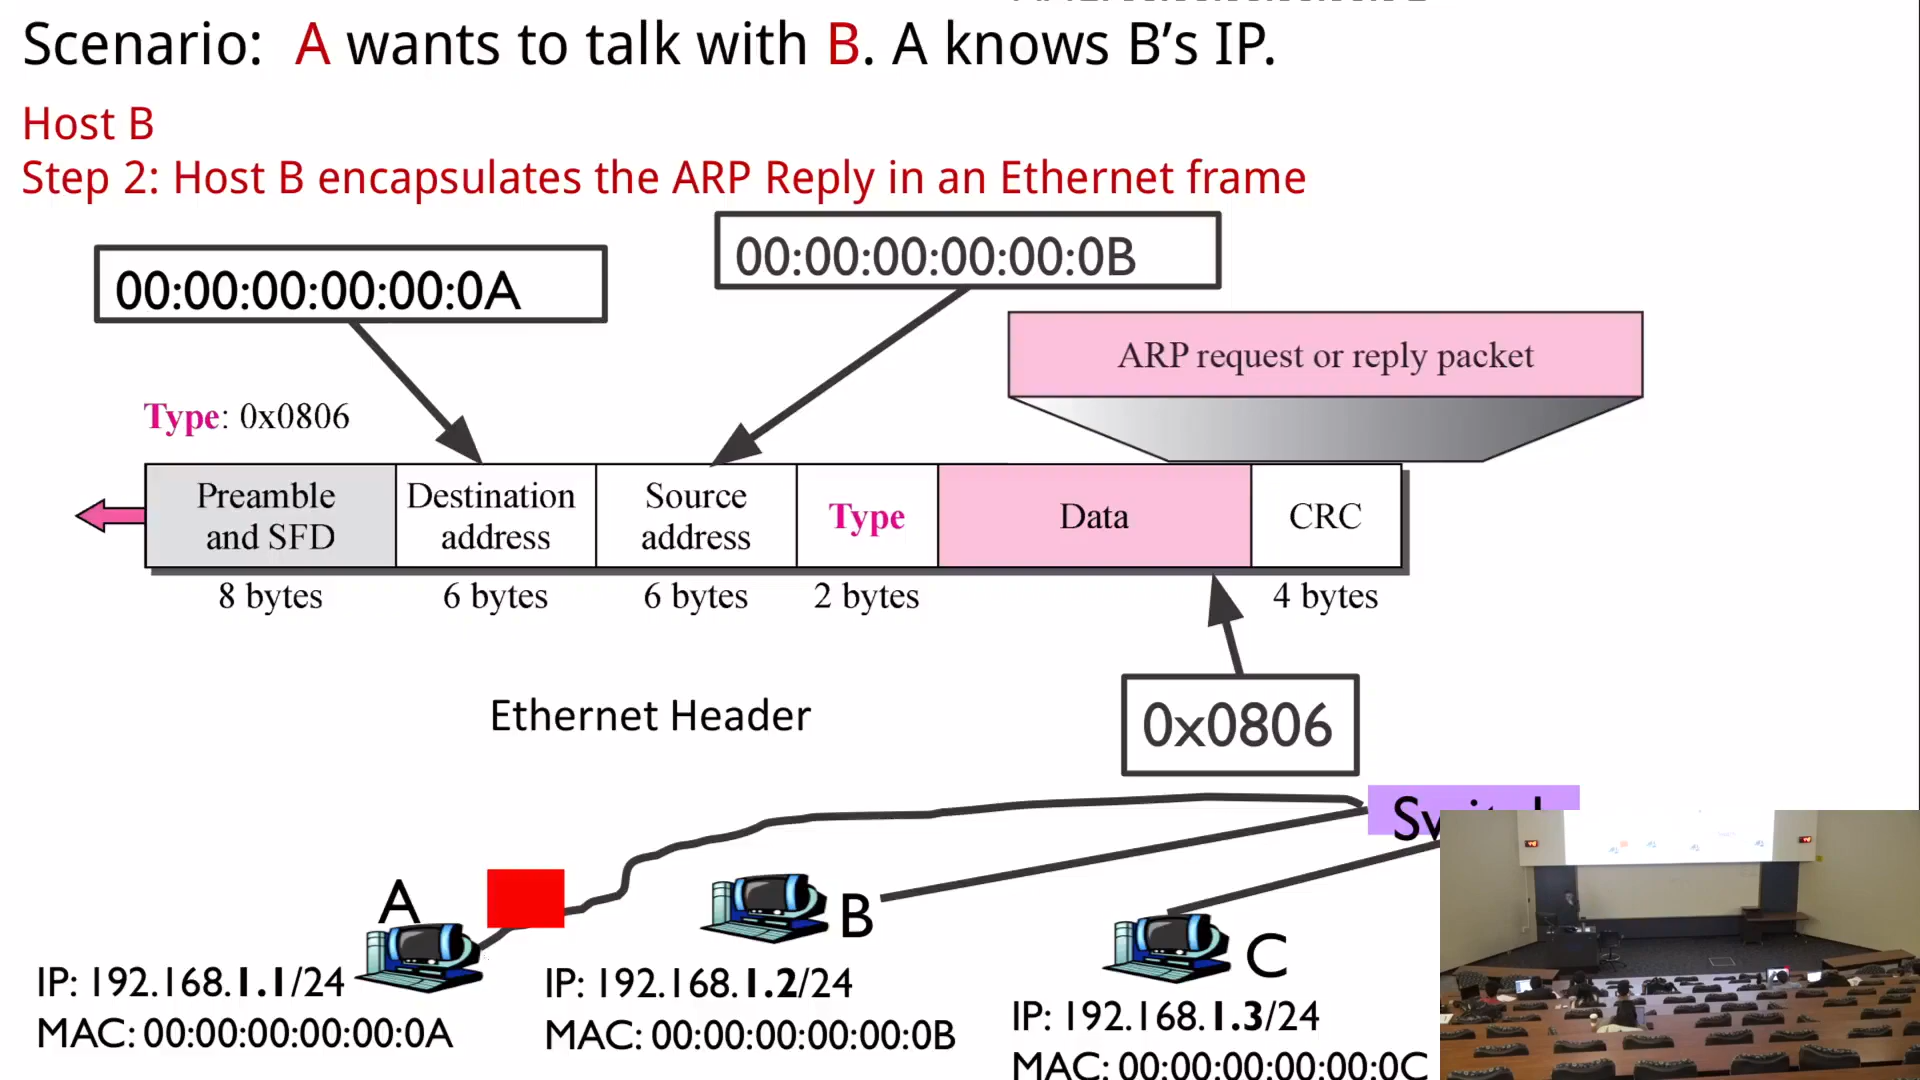 Scenario: A wants to talk with B. A knows B’s IP.
Host B
Step 2: Host B encapsulates the ARP Reply in an Ethernet frame
00:00:00:00:00:0A
00:00:00:00:00:0B
ARP request or reply packet
Type: 0x0806
Preamble and SFD
Destination address
Source address
Type
Data
CRC
8 bytes
6 bytes
6 bytes
2 bytes
4 bytes
Ethernet Header
0x0806
A
B
C
IP: 192.168.1.1/24
MAC: 00:00:00:00:00:0A
IP: 192.168.1.2/24
MAC: 00:00:00:00:00:0B
IP: 192.168.1.3/24
MAC: 00:00:00:00:00:0C